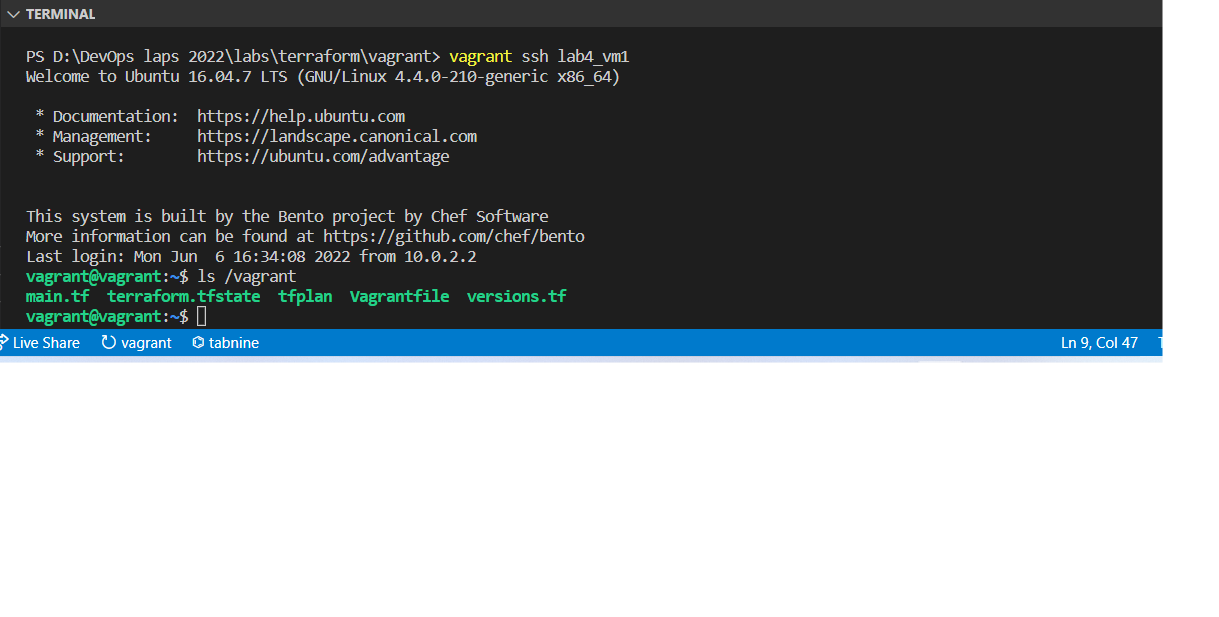 TERMINAL
PS D:\DevOps laps 2022\labs\terraform\vagrant> vagrant ssh lab4_vm1
Welcome to Ubuntu 16.04.7 LTS (GNU/Linux 4.4.0-210-generic x86_64)
* Documentation:  https://help.ubuntu.com
* Management:     https://landscape.canonical.com
* Support:        https://ubuntu.com/advantage
This system is built by the Bento project by Chef Software
More information can be found at https://github.com/chef/bento
Last login: Mon Jun  6 16:34:08 2022 from 10.0.2.2
vagrant@vagrant:~$ ls /vagrant
main.tf  terraform.tfstate  tfplan  Vagrantfile  versions.tf
vagrant@vagrant:~$
Live Share vagrant tabnine Ln 9, Col 47